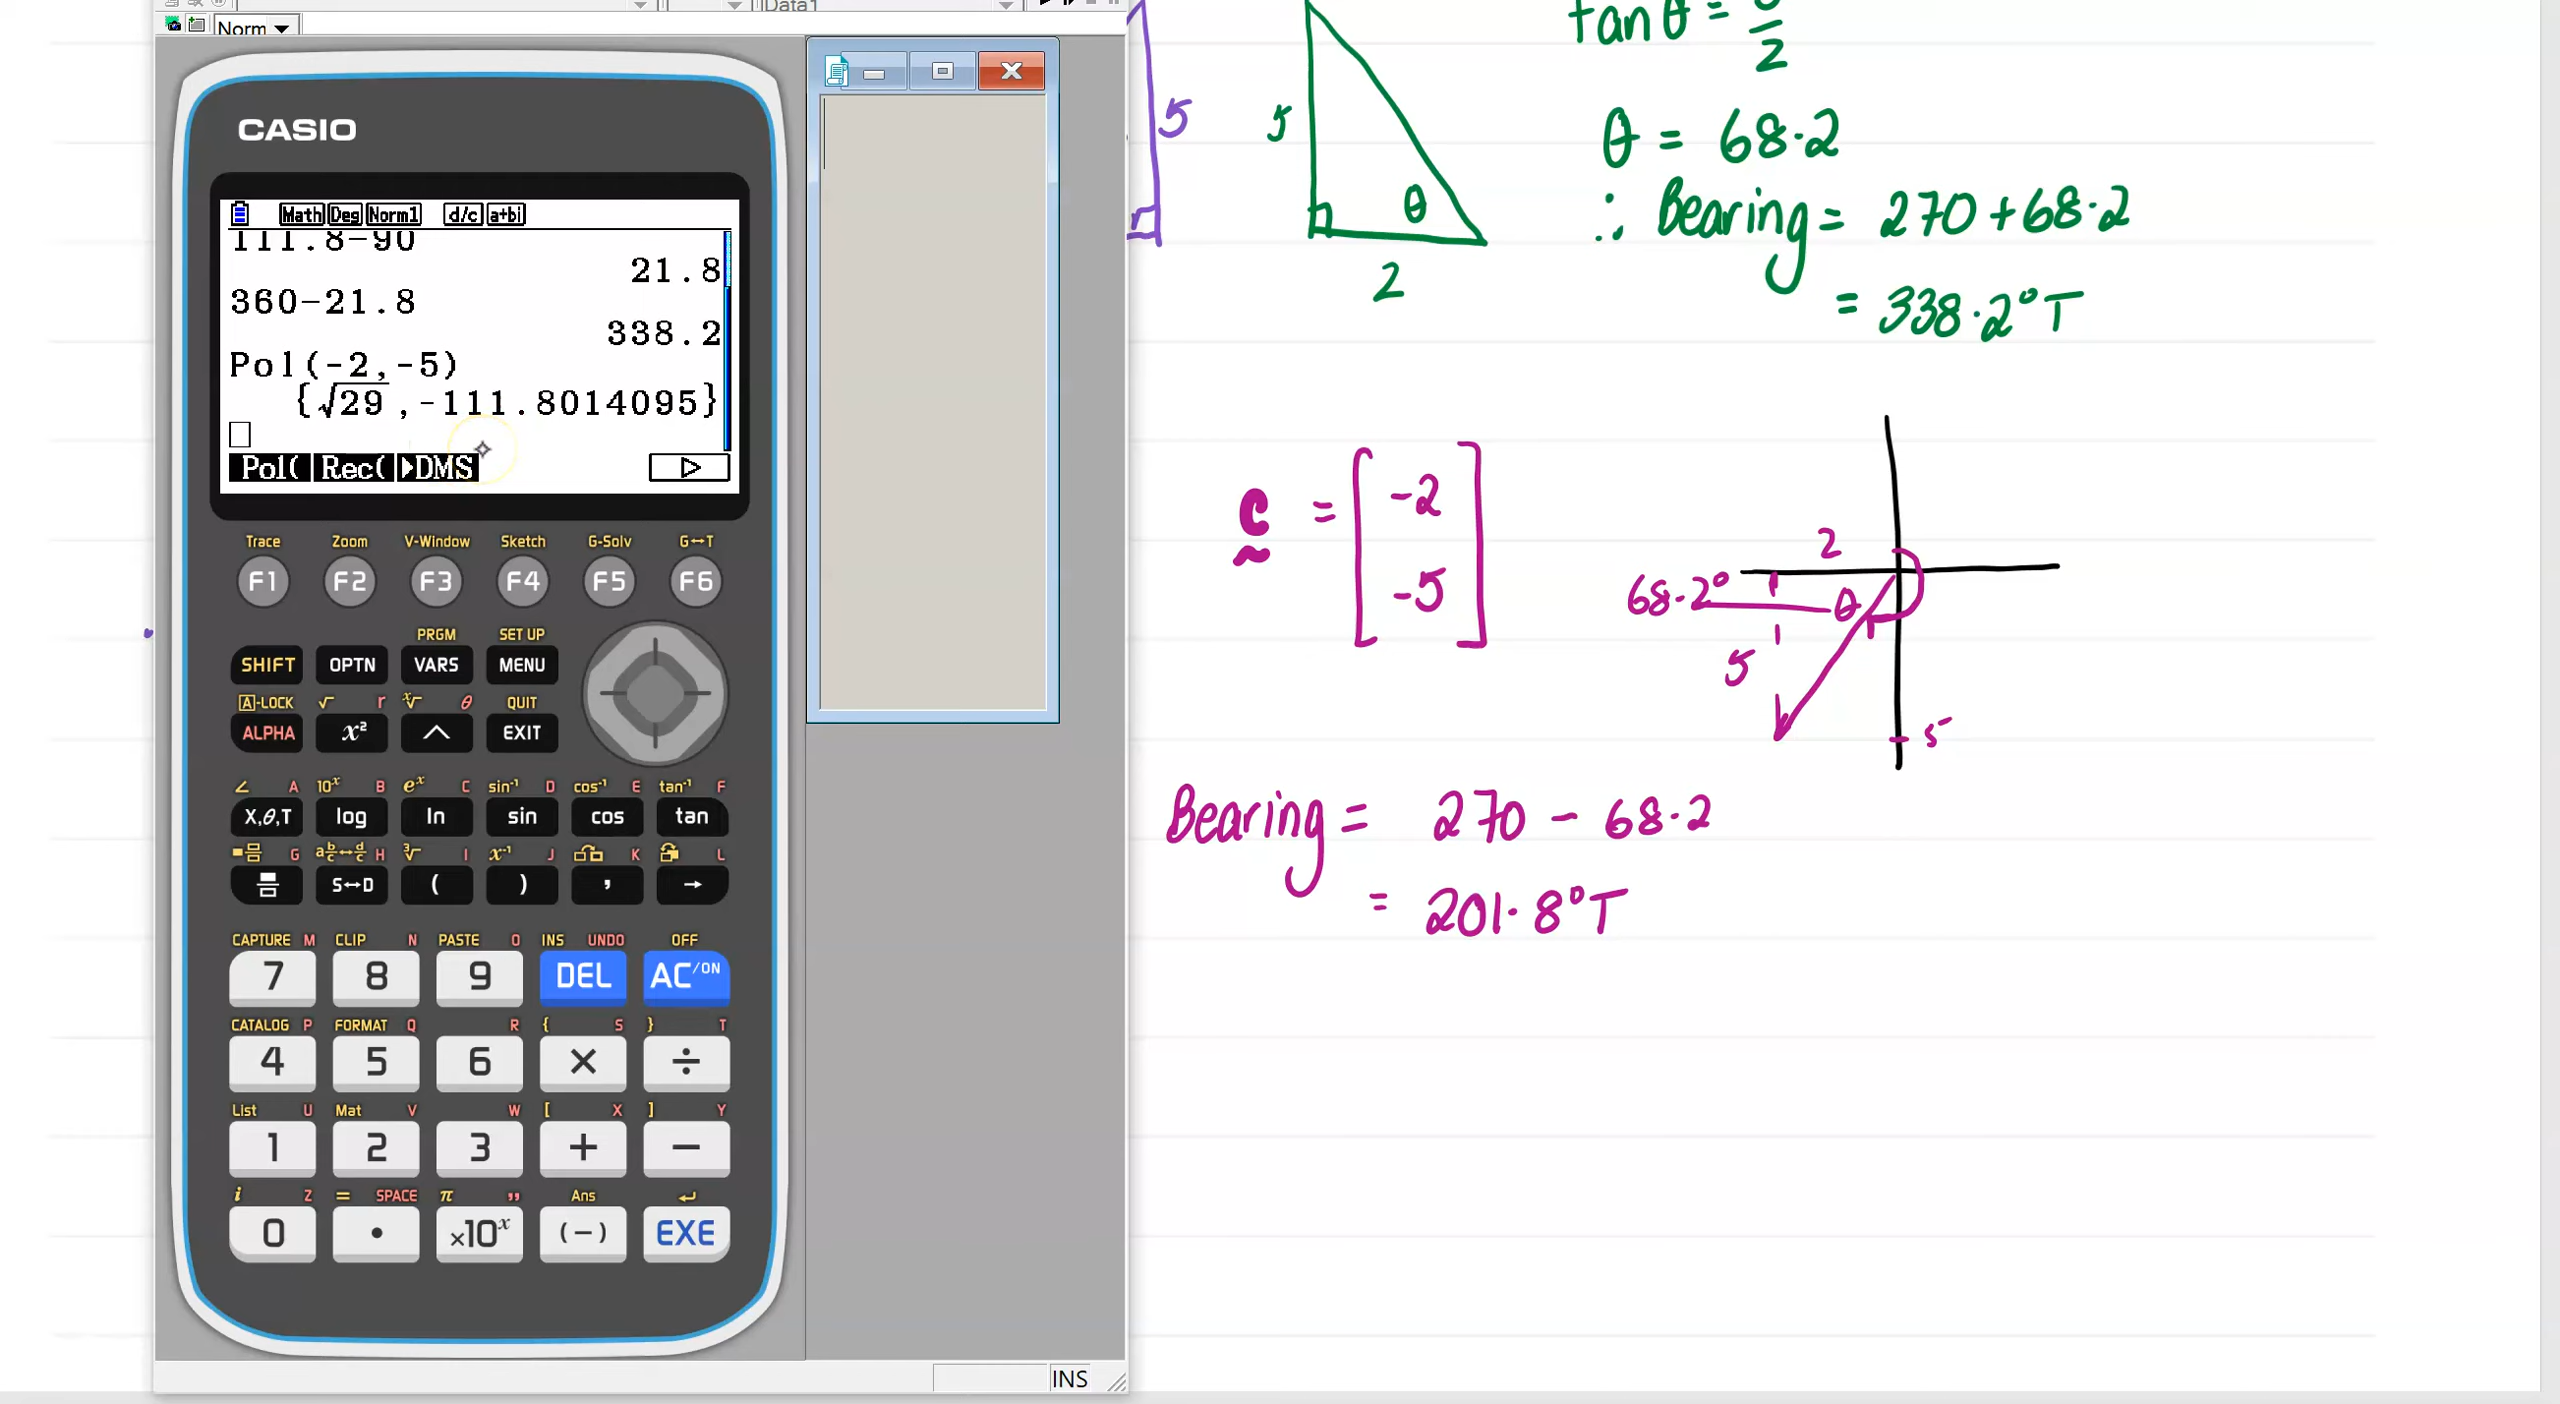 Data1
Norm
CASIO
Math Deg Norm1 d/c a+bi
111.8-90
21.8
360-21.8
338.2
Pol(-2,-5)
{√29,-111.8014095}
Pol( Rec( ▶DMS ▷
Trace Zoom V-Window Sketch G-Solv G↔T
F1 F2 F3 F4 F5 F6
PRGM SET UP
SHIFT OPTN VARS MENU
A-LOCK √ r ˣ√ θ QUIT
ALPHA x² ^ EXIT
∠ A 10ˣ B eˣ C sin⁻¹ D cos⁻¹ E tan⁻¹ F
X,θ,T log ln sin cos tan
G a b/c↔d/c H ³√ I x⁻¹ J K L
S↔D ( ) , →
CAPTURE M CLIP N PASTE O INS UNDO OFF
7 8 9 DEL AC/ON
CATALOG P FORMAT Q R { S } T
4 5 6 × ÷
List U Mat V W [ X ] Y
1 2 3 + −
i Z = SPACE π " Ans ↵
0 • ×10ˣ (−) EXE
INS
5
5
θ
2
tan θ = /2
θ = 68.2
∴ Bearing = 270 + 68.2
= 338.2°T
c = [-2
-5]
2
68.2° θ
5
5
Bearing = 270 − 68.2
= 201.8°T